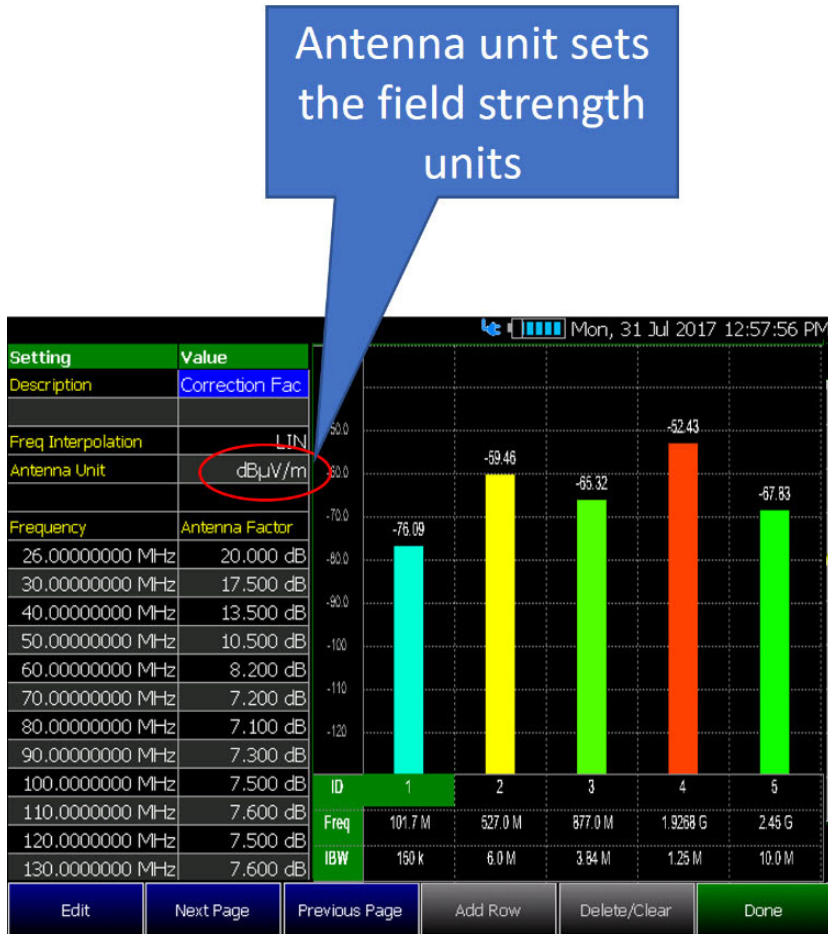 Antenna unit sets
the field strength
units
Mon, 31 Jul 2017 12:57:56 PM
Setting Value
Description Correction Fac
Freq Interpolation LIN
Antenna Unit dBµV/m
Frequency Antenna Factor
26.00000000 MHz 20.000 dB
30.00000000 MHz 17.500 dB
40.00000000 MHz 13.500 dB
50.00000000 MHz 10.500 dB
60.00000000 MHz 8.200 dB
70.00000000 MHz 7.200 dB
80.00000000 MHz 7.100 dB
90.00000000 MHz 7.300 dB
100.0000000 MHz 7.500 dB
110.0000000 MHz 7.600 dB
120.0000000 MHz 7.500 dB
130.0000000 MHz 7.600 dB
-70.0
-80.0
-90.0
-100
-110
-120
-76.09
-59.46
-65.32
-52.43
-67.83
ID 1 2 3 4 5
Freq 101.7 M 527.0 M 877.0 M 1.9268 G 2.45 G
IBW 150 k 6.0 M 3.84 M 1.25 M 10.0 M
Edit Next Page Previous Page Add Row Delete/Clear Done